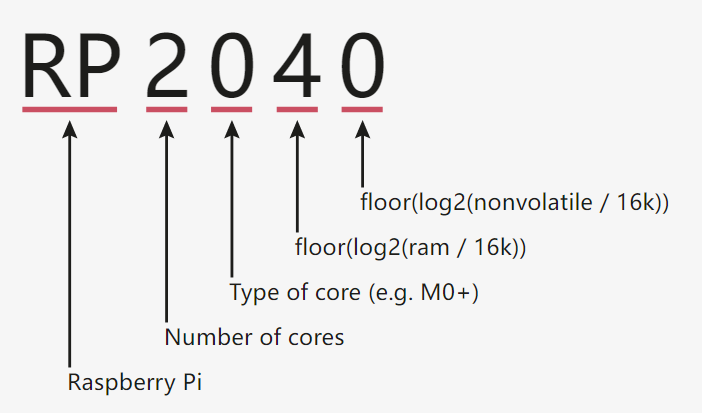 RP 2 0 4 0
floor(log2(nonvolatile / 16k))
floor(log2(ram / 16k))
Type of core (e.g. M0+)
Number of cores
Raspberry Pi